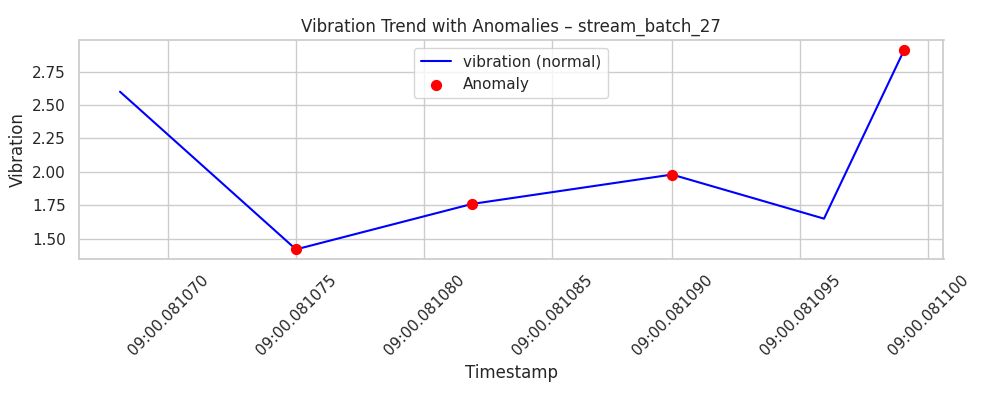 Vibration Trend with Anomalies – stream_batch_27
vibration (normal)
Anomaly
Vibration
2.75
2.50
2.25
2.00
1.75
1.50
09:00.081070
09:00.081075
09:00.081080
09:00.081085
09:00.081090
09:00.081095
09:00.081100
Timestamp